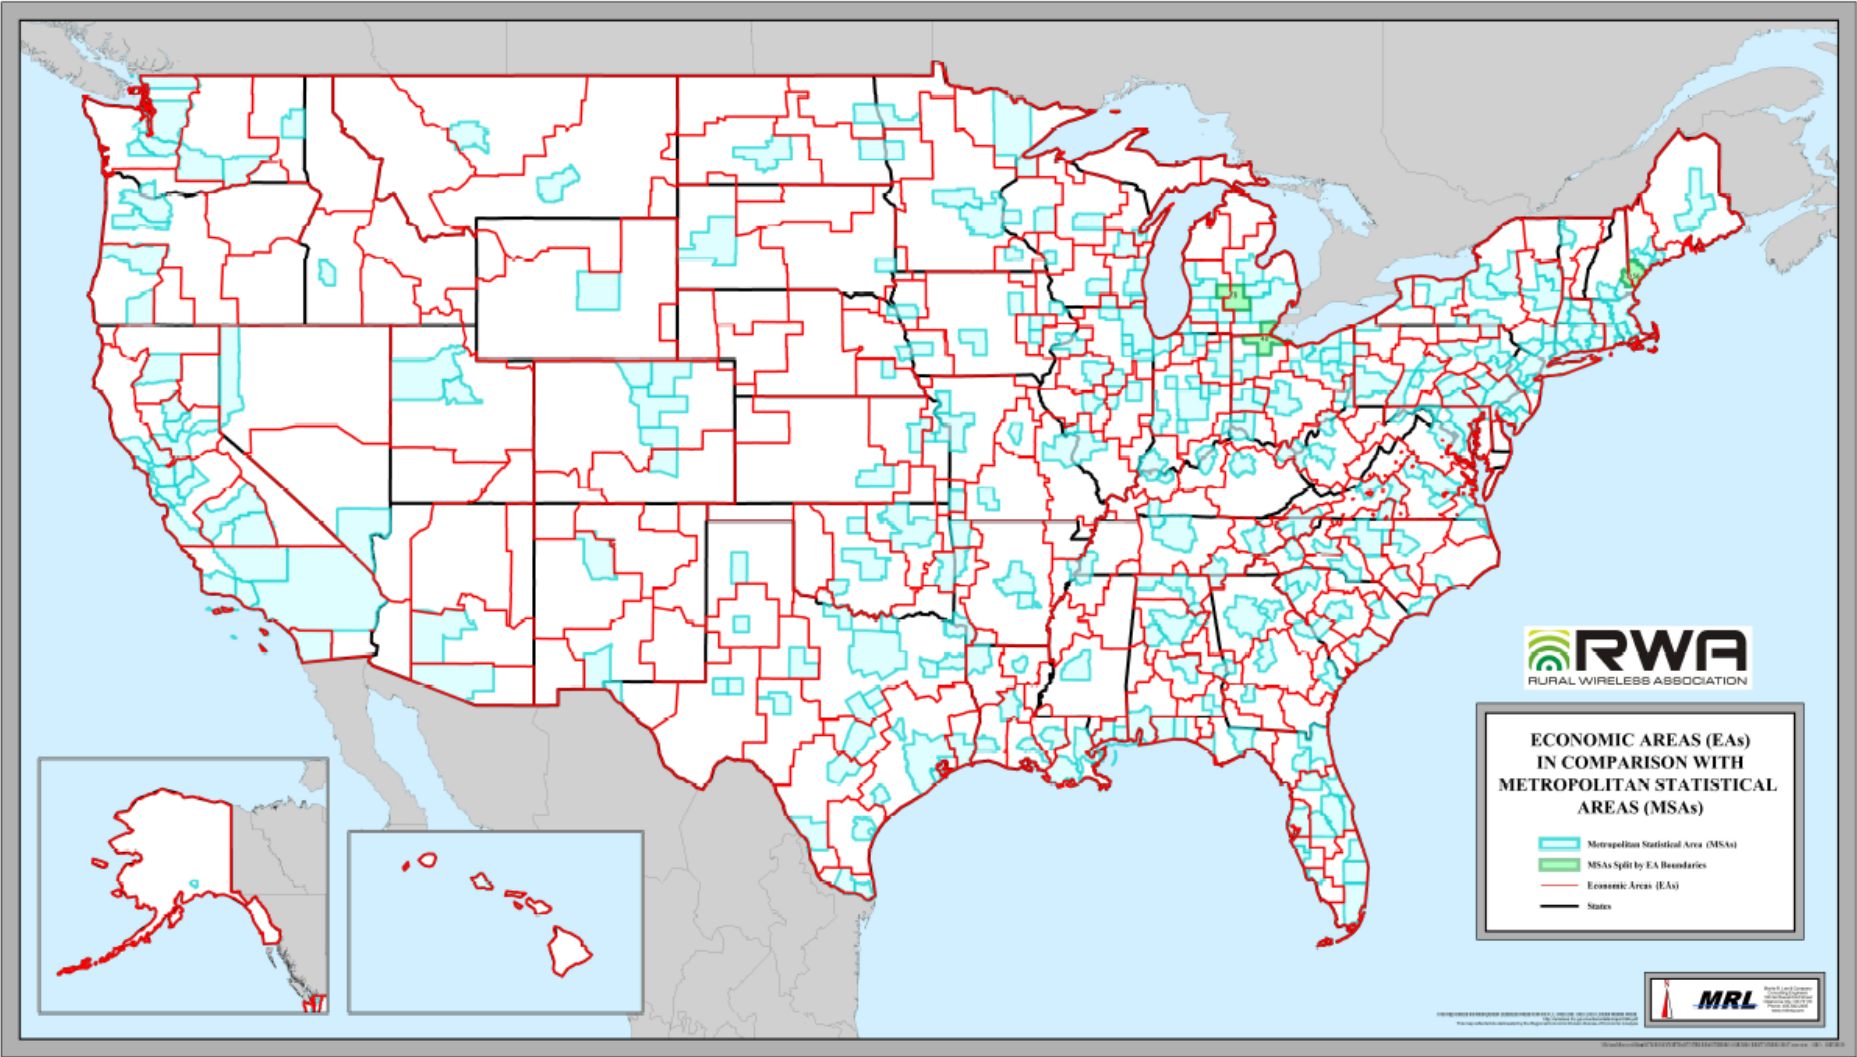 RWA
RURAL WIRELESS ASSOCIATION
ECONOMIC AREAS (EAs)
IN COMPARISON WITH
METROPOLITAN STATISTICAL
AREAS (MSAs)
Metropolitan Statistical Area (MSAs)
MSAs Split by EA Boundaries
Economic Areas (EAs)
States
MRL